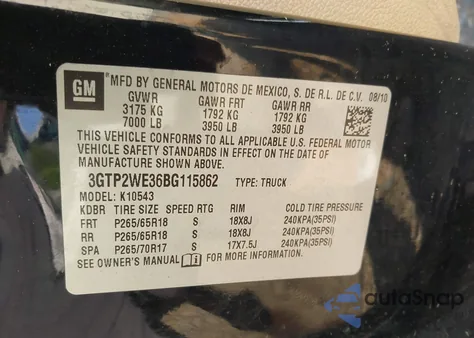 GM
MFD BY GENERAL MOTORS DE MEXICO, S. DE R.L. DE C.V. 08/10
GVWR GAWR FRT GAWR RR
3175 KG 1792 KG 1792 KG
7000 LB 3950 LB 3950 LB
THIS VEHICLE CONFORMS TO ALL APPLICABLE U.S. FEDERAL MOTOR
VEHICLE SAFETY STANDARDS IN EFFECT ON THE DATE OF
MANUFACTURE SHOWN ABOVE.
3GTP2WE36BG115862 TYPE: TRUCK
MODEL: K10543
KDBR TIRE SIZE SPEED RTG RIM COLD TIRE PRESSURE
FRT P265/65R18 S 18X8J 240KPA(35PSI)
RR P265/65R18 S 18X8J 240KPA(35PSI)
SPA P265/70R17 S 17X7.5J 240KPA(35PSI)
SEE OWNER'S MANUAL FOR MORE INFORMATION.
autoSnap